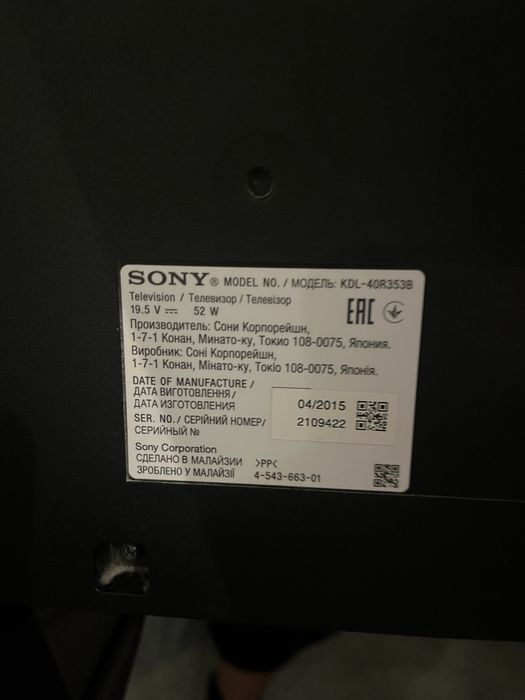 SONY® MODEL NO. / МОДЕЛЬ: KDL-40R353B
Television / Телевизор / Телевізор
19.5 V ⎓ 52 W
EAC
Производитель: Сони Корпорейшн,
1-7-1 Конан, Минато-ку, Токио 108-0075, Япония.
Виробник: Соні Корпорейшн,
1-7-1 Конан, Мінато-ку, Токіо 108-0075, Японія.
DATE OF MANUFACTURE /
ДАТА ВИГОТОВЛЕННЯ /
ДАТА ИЗГОТОВЛЕНИЯ
04/2015
SER. NO./ СЕРІЙНИЙ НОМЕР/
СЕРИЙНЫЙ №
2109422
Sony Corporation
СДЕЛАНО В МАЛАЙЗИИ >PP<
ЗРОБЛЕНО У МАЛАЙЗІЇ 4-543-663-01